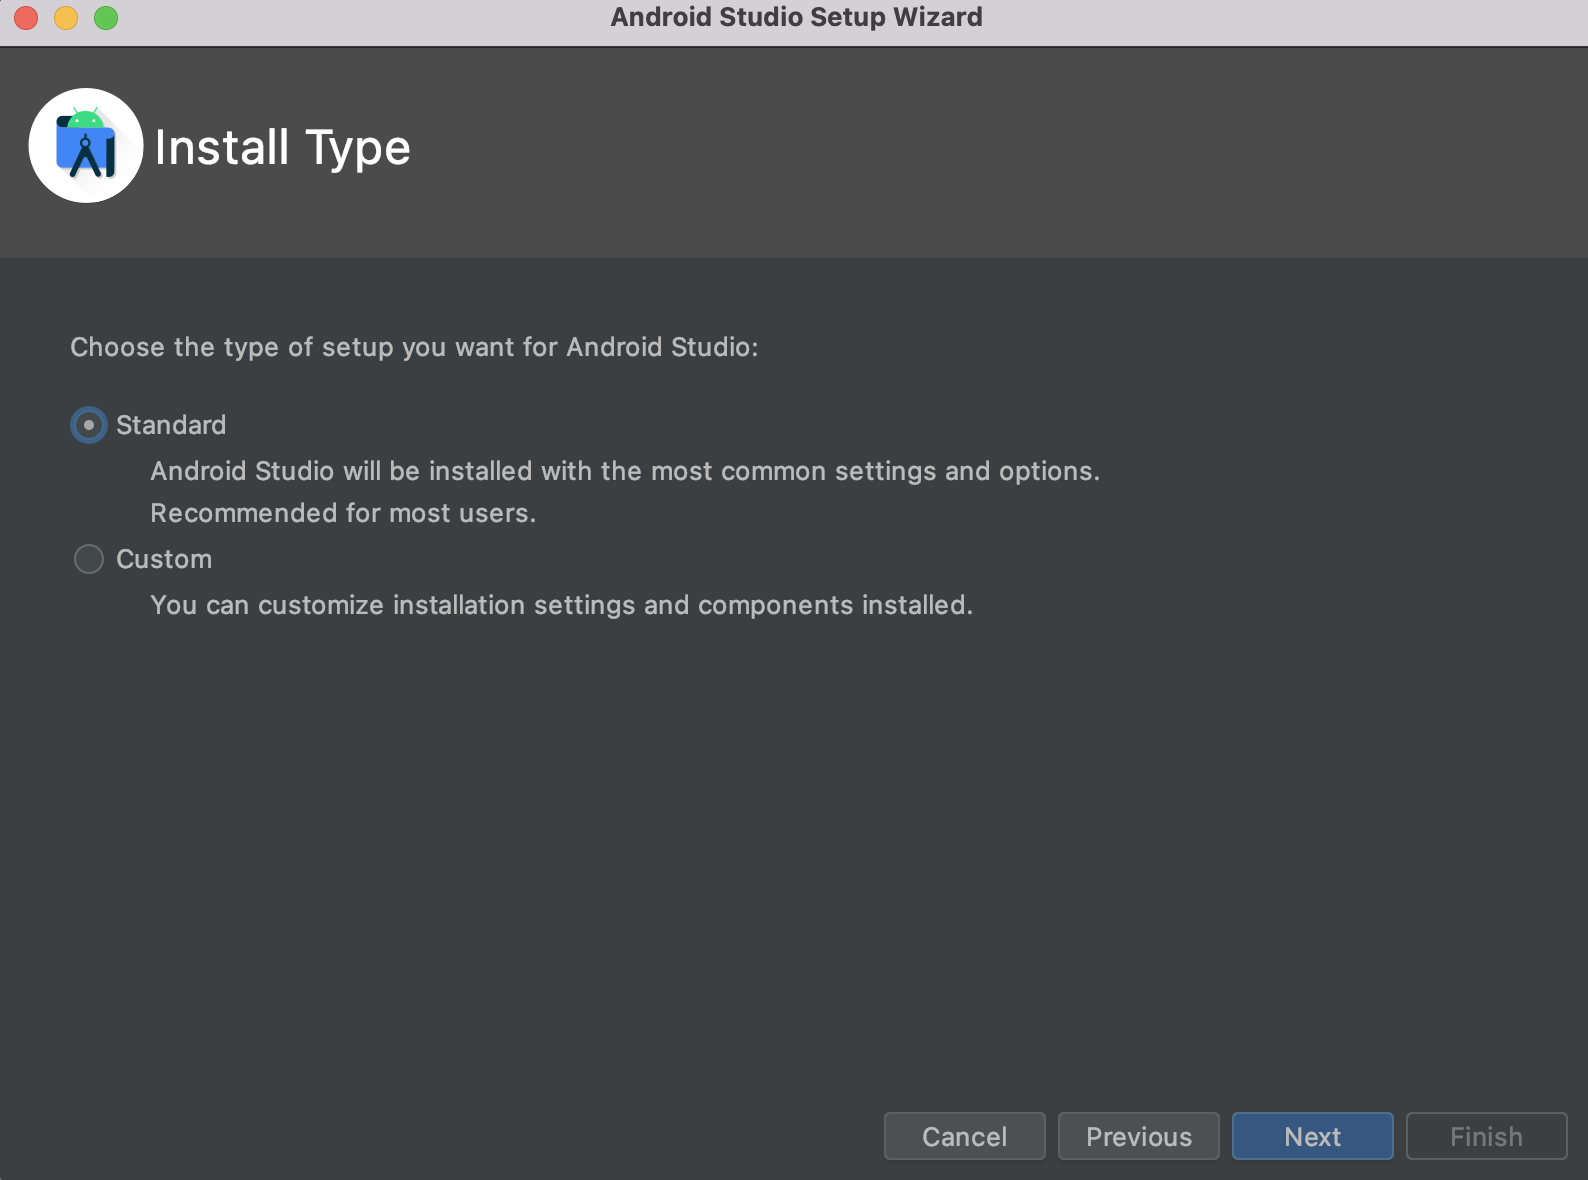 Android Studio Setup Wizard
Install Type
Choose the type of setup you want for Android Studio:
Standard
Android Studio will be installed with the most common settings and options.
Recommended for most users.
Custom
You can customize installation settings and components installed.
Cancel
Previous
Next
Finish